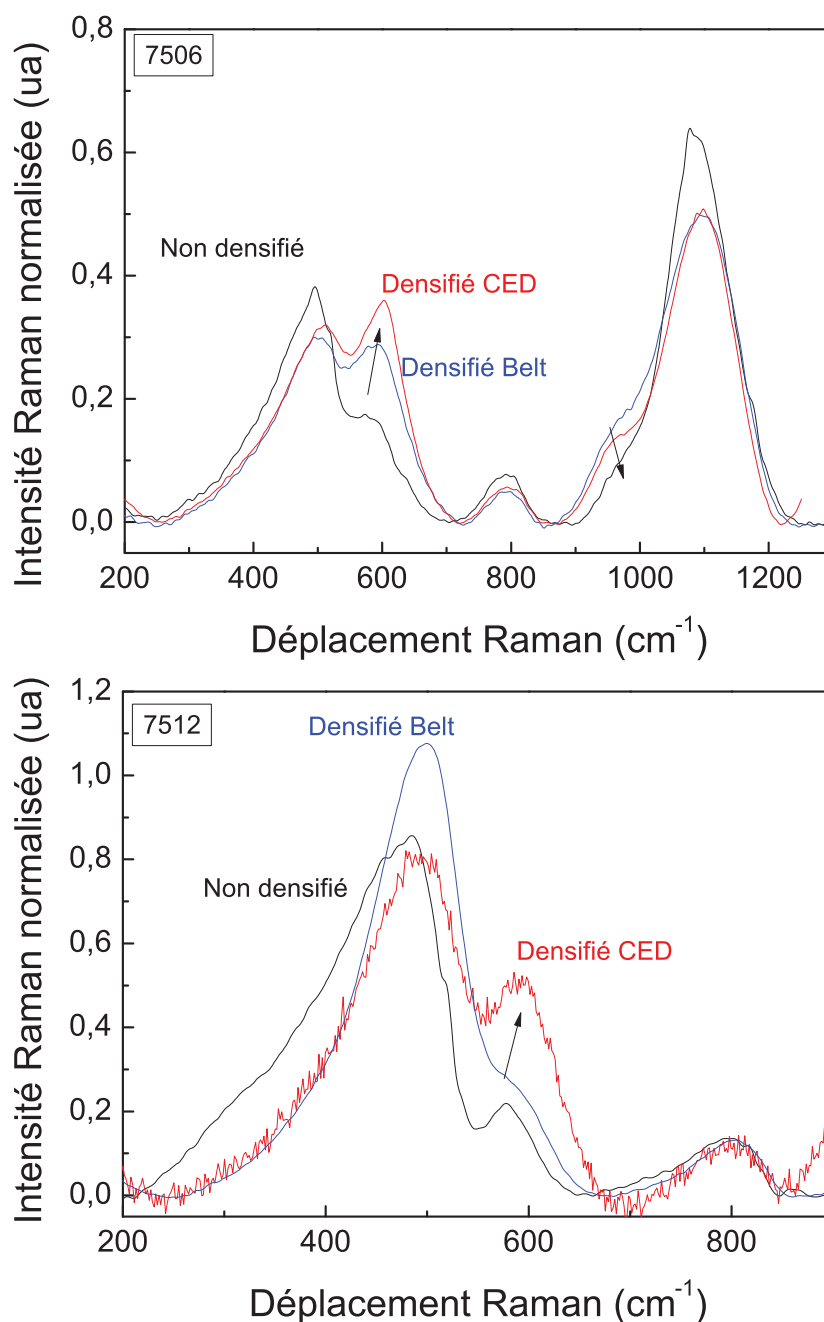 0,8
7506
0,6
Non densifié
0,4
Densifié CED
Densifié Belt
0,2
0,0
200 400 600 800 1000 1200
Intensité Raman normalisée (ua)
Déplacement Raman (cm-1)
1,2
7512
Densifié Belt
1,0
0,8
Non densifié
0,6
Densifié CED
0,4
0,2
0,0
200 400 600 800
Intensité Raman normalisée (ua)
Déplacement Raman (cm-1)